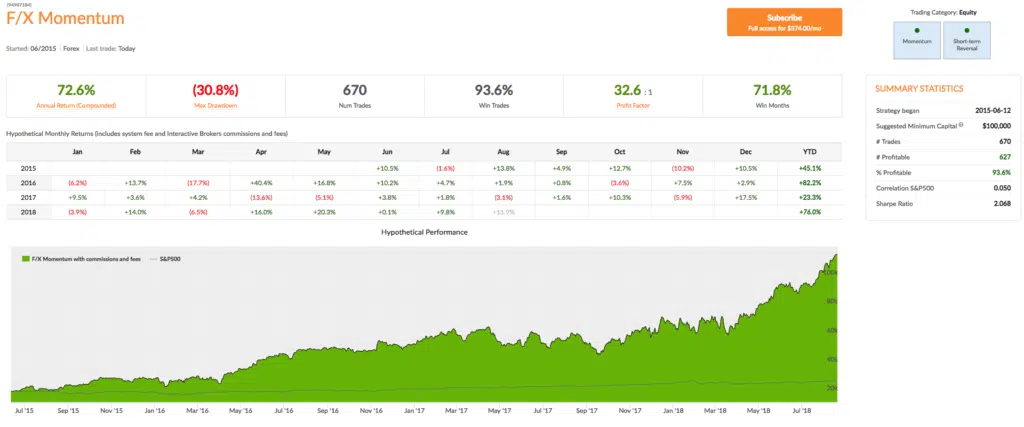 (94987184)
F/X Momentum
Started: 06/2015 | Forex | Last trade: Today
Subscribe
Full access for $374.00/mo
Trading Category: Equity
Momentum
Short-term
Reversal
72.6%
Annual Return (Compounded)
(30.8%)
Max Drawdown
670
Num Trades
93.6%
Win Trades
32.6 : 1
Profit Factor
71.8%
Win Months
SUMMARY STATISTICS
Strategy began 2015-06-12
Suggested Minimum Capital $100,000
# Trades 670
# Profitable 627
% Profitable 93.6%
Correlation S&P500 0.050
Sharpe Ratio 2.068
Hypothetical Monthly Returns (includes system fee and Interactive Brokers commissions and fees)
Jan Feb Mar Apr May Jun Jul Aug Sep Oct Nov Dec YTD
2015 +10.5% (1.6%) +13.8% +4.9% +12.7% (10.2%) +10.5% +45.1%
2016 (6.2%) +13.7% (17.7%) +40.4% +16.8% +10.2% +4.7% +1.9% +0.8% (3.6%) +7.5% +2.9% +82.2%
2017 +9.5% +3.6% +4.2% (13.6%) (5.1%) +3.8% +1.8% (3.1%) +1.6% +10.3% (5.9%) +17.5% +23.3%
2018 (3.9%) +14.0% (6.5%) +16.0% +20.3% +0.1% +9.8% +11.9% +76.0%
Hypothetical Performance
F/X Momentum with commissions and fees
S&P500
100k
80k
60k
40k
20k
Jul '15 Sep '15 Nov '15 Jan '16 Mar '16 May '16 Jul '16 Sep '16 Nov '16 Jan '17 Mar '17 May '17 Jul '17 Sep '17 Nov '17 Jan '18 Mar '18 May '18 Jul '18